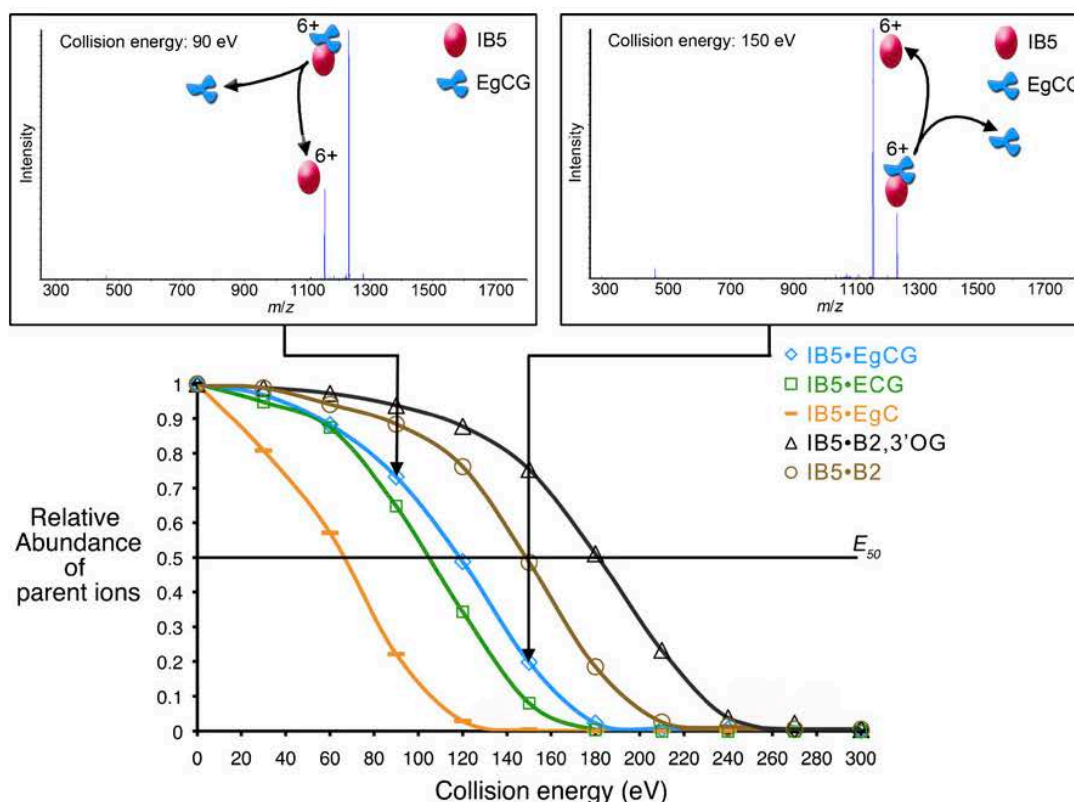 6+
Collision energy: 90 eV
IB5
EgCG
6+
Intensity
300 500 700 900 1100 1300 1500 1700
m/z
Collision energy: 150 eV
IB5
EgCG
6+
6+
Intensity
300 500 700 900 1100 1300 1500 1700
m/z
IB5•EgCG
IB5•ECG
IB5•EgC
IB5•B2,3'OG
IB5•B2
Relative
Abundance
of
parent ions
1
0.9
0.8
0.7
0.6
0.5
0.4
0.3
0.2
0.1
0
E50
0 20 40 60 80 100 120 140 160 180 200 220 240 260 280 300
Collision energy (eV)